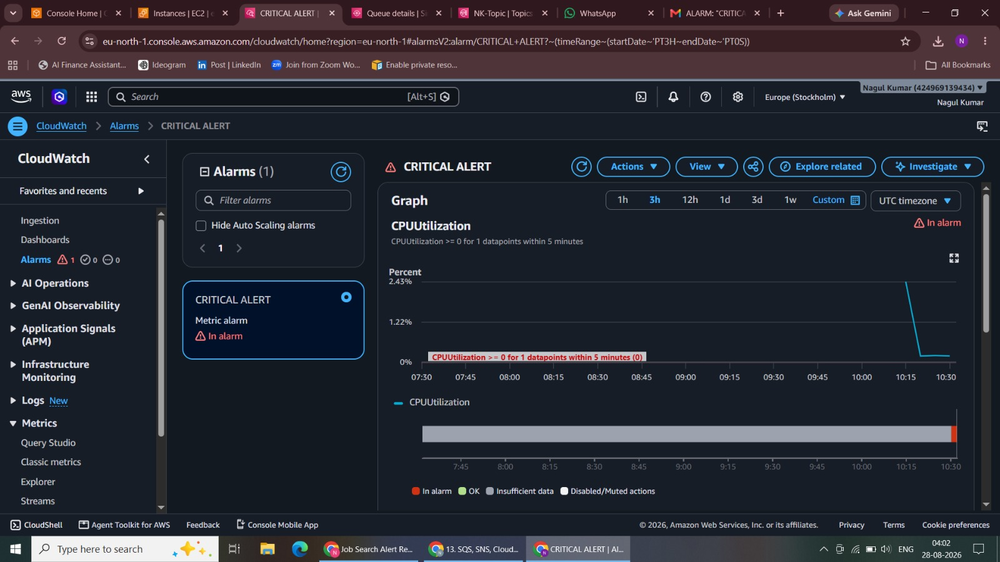 Console Home | C
Instances | EC2 | e
CRITICAL ALERT |
Queue details | Si
NK-Topic | Topics
WhatsApp
ALARM: "CRITICA
Ask Gemini
eu-north-1.console.aws.amazon.com/cloudwatch/home?region=eu-north-1#alarmsV2:alarm/CRITICAL+ALERT?~(timeRange~(startDate~'PT3H~endDate~'PT0S))
N
AI Finance Assistant...
Ideogram
Post | LinkedIn
Join from Zoom Wo...
Enable private reso...
All Bookmarks
aws
Search
[Alt+S]
Europe (Stockholm)
Nagul Kumar (424969139434)
Nagul Kumar
CloudWatch
Alarms
CRITICAL ALERT
CloudWatch
Favorites and recents
Ingestion
Dashboards
Alarms 1 0 0
AI Operations
GenAI Observability
Application Signals
(APM)
Infrastructure
Monitoring
Logs New
Metrics
Query Studio
Classic metrics
Explorer
Streams
Alarms (1)
Filter alarms
Hide Auto Scaling alarms
1
CRITICAL ALERT
Metric alarm
In alarm
CRITICAL ALERT
Actions
View
Explore related
Investigate
Graph
1h 3h 12h 1d 3d 1w Custom
UTC timezone
CPUUtilization
In alarm
CPUUtilization >= 0 for 1 datapoints within 5 minutes
Percent
2.43%
1.22%
0%
CPUUtilization >= 0 for 1 datapoints within 5 minutes (0)
07:30 07:45 08:00 08:15 08:30 08:45 09:00 09:15 09:30 09:45 10:00 10:15 10:30
CPUUtilization
7:45 8:00 8:15 8:30 8:45 9:00 9:15 9:30 9:45 10:00 10:15 10:30
In alarm OK Insufficient data Disabled/Muted actions
CloudShell
Agent Toolkit for AWS
Feedback
Console Mobile App
© 2026, Amazon Web Services, Inc. or its affiliates.
Privacy
Terms
Cookie preferences
Type here to search
Job Search Alert Re...
13. SQS, SNS, Cloud...
CRITICAL ALERT | Al...
ENG
04:02
28-08-2026